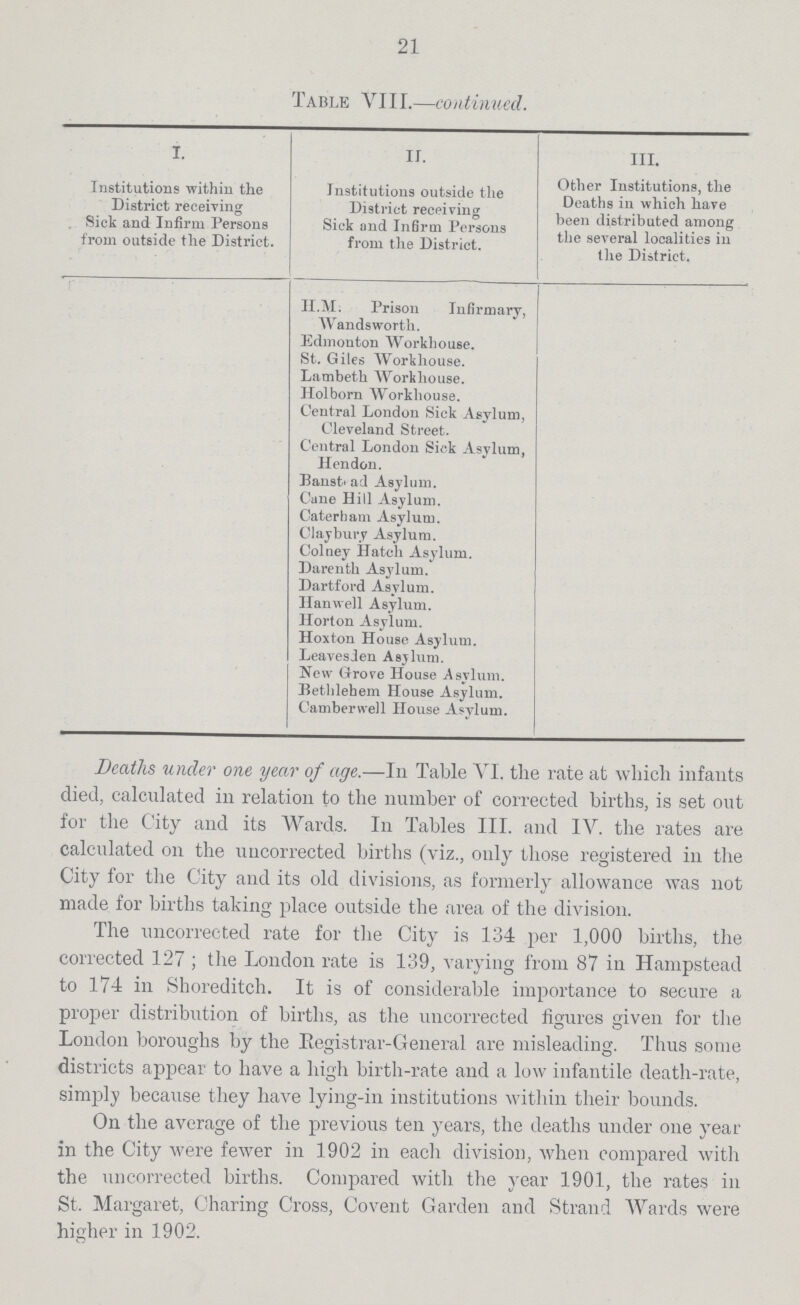 21
TABLE VIII.—continued.
I.
Institutions within the
District receiving
Sick and Infirm Persons
from outside the District.
II.
Institutions outside the
District receiving
Sick and Infirm Persons
from the District.
III.
Other Institutions, the
Deaths in which have
been distributed among
the several localities in
the District.
H.M. Prison Infirmary,
Wandsworth.
Edmonton Workhouse.
St. Giles Workhouse.
Lambeth Workhouse.
Holborn Workhouse.
Central London Sick Asylum,
Cleveland Street.
Central London Sick Asylum,
Hendon.
Banstead Asylum.
Cane Hill Asylum.
Caterham Asylum.
Claybury Asylum.
Colney Hatch Asylum.
Darenth Asylum.
Dartford Asylum.
Hanwell Asylum.
Horton Asylum.
Hoxton House Asylum.
Leavesden Asylum.
New Grove House Asylum.
Bethlehem House Asylum.
Camberwell House Asylum.
Deaths under one year of age.—In Table VI. the rate at which infants
died, calculated in relation to the number of corrected births, is set out
for the City and its Wards. In Tables III. and IV. the rates are
calculated on the uncorrected births (viz., only those registered in the
City for the City and its old divisions, as formerly allowance was not
made for births taking place outside the area of the division.
The uncorrected rate for the City is 134 per 1,000 births, the
corrected 127 ; the London rate is 139, varying from 87 in Hampstead
to 174 in Shoreditch. It is of considerable importance to secure a
proper distribution of births, as the uncorrected figures given for the
London boroughs by the Registrar-General are misleading. Thus some
districts appear to have a high birth-rate and a low infantile death-rate,
simply because they have lying-in institutions within their bounds.
On the average of the previous ten years, the deaths under one year
in the City were fewer in 1902 in each division, when compared with
the uncorrected births. Compared with the year 1901, the rates in
St. Margaret, Charing Cross, Covent Garden and Strand Wards were
higher in 1902.